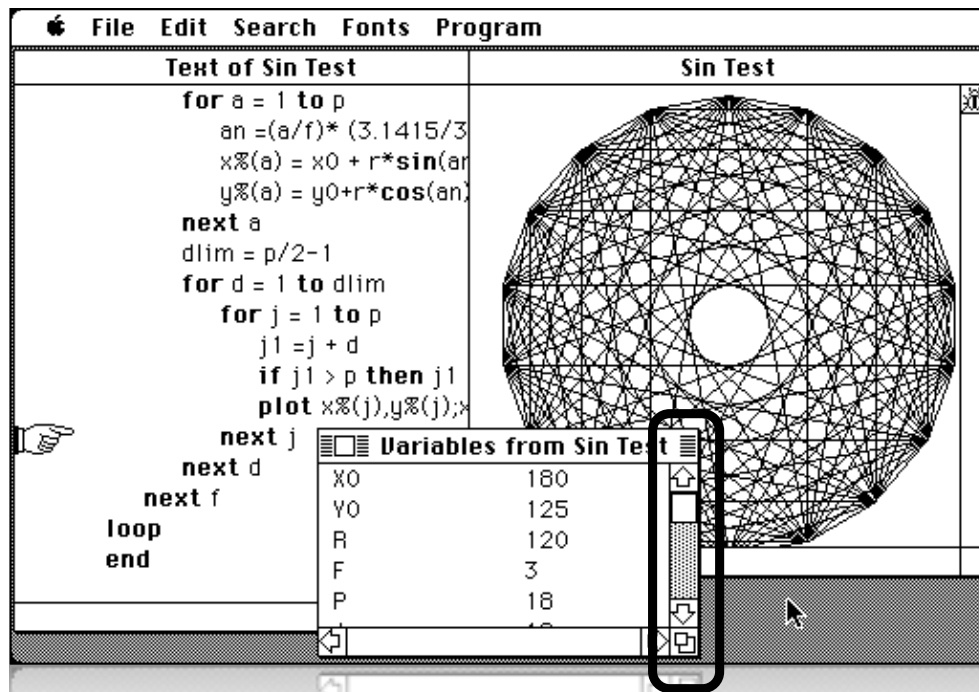 File Edit Search Fonts Program
Text of Sin Test
for a = 1 to p
an =(a/f)* (3.1415/3
x%(a) = x0 + r*sin(an
y%(a) = y0+r*cos(an)
next a
dlim = p/2-1
for d = 1 to dlim
for j = 1 to p
j1 =j + d
if j1 > p then j1
plot x%(j),y%(j);x
next j
next d
next f
loop
end
Sin Test
Variables from Sin Test
X0 180
Y0 125
R 120
F 3
P 18